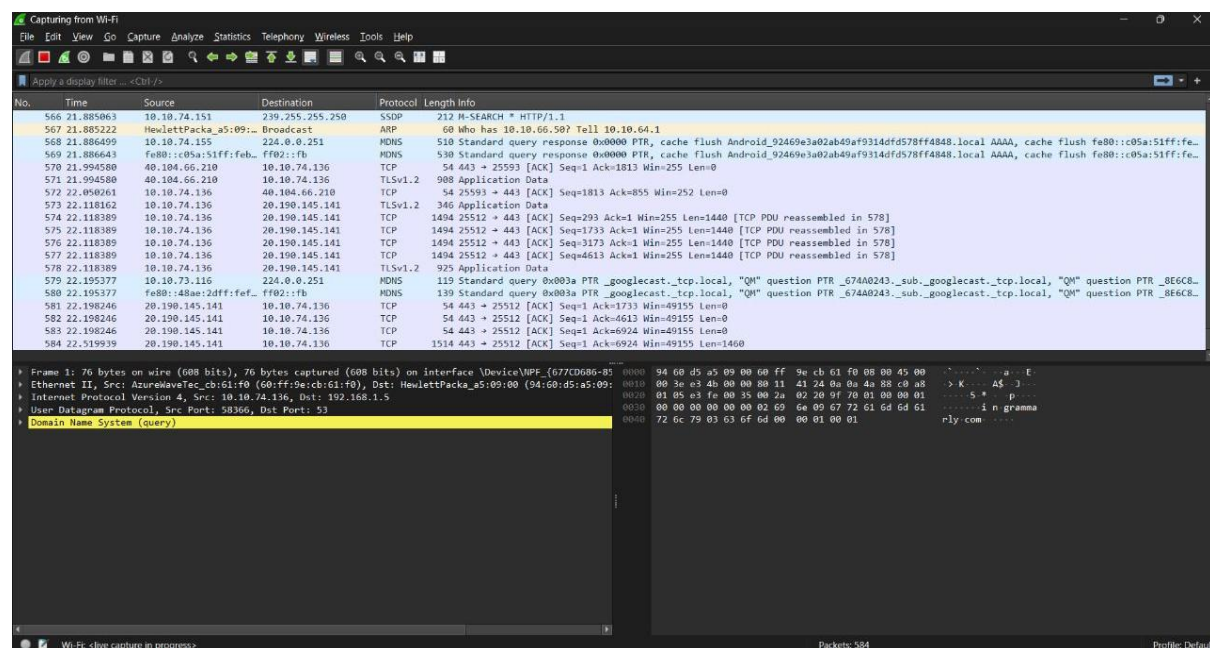 Capturing from Wi-Fi
File Edit View Go Capture Analyze Statistics Telephony Wireless Tools Help
Apply a display filter ... <Ctrl-/>
No. Time Source Destination Protocol Length Info
566 21.885063 10.10.74.151 239.255.255.250 SSDP 212 M-SEARCH * HTTP/1.1
567 21.885222 HewlettPacka_a5:09:… Broadcast ARP 60 Who has 10.10.66.50? Tell 10.10.64.1
568 21.886499 10.10.74.155 224.0.0.251 MDNS 510 Standard query response 0x0000 PTR, cache flush Android_92469e3a02ab49af9314dfd578ff4848.local AAAA, cache flush fe80::c05a:51ff:fe…
569 21.886643 fe80::c05a:51ff:feb… ff02::fb MDNS 530 Standard query response 0x0000 PTR, cache flush Android_92469e3a02ab49af9314dfd578ff4848.local AAAA, cache flush fe80::c05a:51ff:fe…
570 21.994580 40.104.66.210 10.10.74.136 TCP 54 443 → 25593 [ACK] Seq=1 Ack=1813 Win=255 Len=0
571 21.994580 40.104.66.210 10.10.74.136 TLSv1.2 908 Application Data
572 22.050261 10.10.74.136 40.104.66.210 TCP 54 25593 → 443 [ACK] Seq=1813 Ack=855 Win=252 Len=0
573 22.118162 10.10.74.136 20.190.145.141 TLSv1.2 346 Application Data
574 22.118389 10.10.74.136 20.190.145.141 TCP 1494 25512 → 443 [ACK] Seq=293 Ack=1 Win=255 Len=1440 [TCP PDU reassembled in 578]
575 22.118389 10.10.74.136 20.190.145.141 TCP 1494 25512 → 443 [ACK] Seq=1733 Ack=1 Win=255 Len=1440 [TCP PDU reassembled in 578]
576 22.118389 10.10.74.136 20.190.145.141 TCP 1494 25512 → 443 [ACK] Seq=3173 Ack=1 Win=255 Len=1440 [TCP PDU reassembled in 578]
577 22.118389 10.10.74.136 20.190.145.141 TCP 1494 25512 → 443 [ACK] Seq=4613 Ack=1 Win=255 Len=1440 [TCP PDU reassembled in 578]
578 22.118389 10.10.74.136 20.190.145.141 TLSv1.2 925 Application Data
579 22.195377 10.10.73.116 224.0.0.251 MDNS 119 Standard query 0x003a PTR _googlecast._tcp.local, "QM" question PTR _674A0243._sub._googlecast._tcp.local, "QM" question PTR _8E6C8…
580 22.195377 fe80::48ae:2dff:fef… ff02::fb MDNS 139 Standard query 0x003a PTR _googlecast._tcp.local, "QM" question PTR _674A0243._sub._googlecast._tcp.local, "QM" question PTR _8E6C8…
581 22.198246 20.190.145.141 10.10.74.136 TCP 54 443 → 25512 [ACK] Seq=1 Ack=1733 Win=49155 Len=0
582 22.198246 20.190.145.141 10.10.74.136 TCP 54 443 → 25512 [ACK] Seq=1 Ack=4613 Win=49155 Len=0
583 22.198246 20.190.145.141 10.10.74.136 TCP 54 443 → 25512 [ACK] Seq=1 Ack=6924 Win=49155 Len=0
584 22.519939 20.190.145.141 10.10.74.136 TCP 1514 443 → 25512 [ACK] Seq=1 Ack=6924 Win=49155 Len=1460
Frame 1: 76 bytes on wire (608 bits), 76 bytes captured (608 bits) on interface \Device\NPF_{677CD686-85
Ethernet II, Src: AzureWaveTec_cb:61:f0 (60:ff:9e:cb:61:f0), Dst: HewlettPacka_a5:09:00 (94:60:d5:a5:09:
Internet Protocol Version 4, Src: 10.10.74.136, Dst: 192.168.1.5
User Datagram Protocol, Src Port: 58366, Dst Port: 53
Domain Name System (query)
0000 94 60 d5 a5 09 00 60 ff 9e cb 61 f0 08 00 45 00 ·`····`· ··a···E·
0010 00 3e e3 4b 00 00 80 11 41 24 0a 0a 4a 88 c0 a8 ·>·K···· A$··J···
0020 01 05 e3 fe 00 35 00 2a 02 20 9f 70 01 00 00 01 ·····5·* · ·p····
0030 00 00 00 00 00 00 02 69 6e 09 67 72 61 6d 6d 61 ·······i n·gramma
0040 72 6c 79 03 63 6f 6d 00 00 01 00 01 rly·com· ····
Wi-Fi: <live capture in progress>
Packets: 584
Profile: Defau